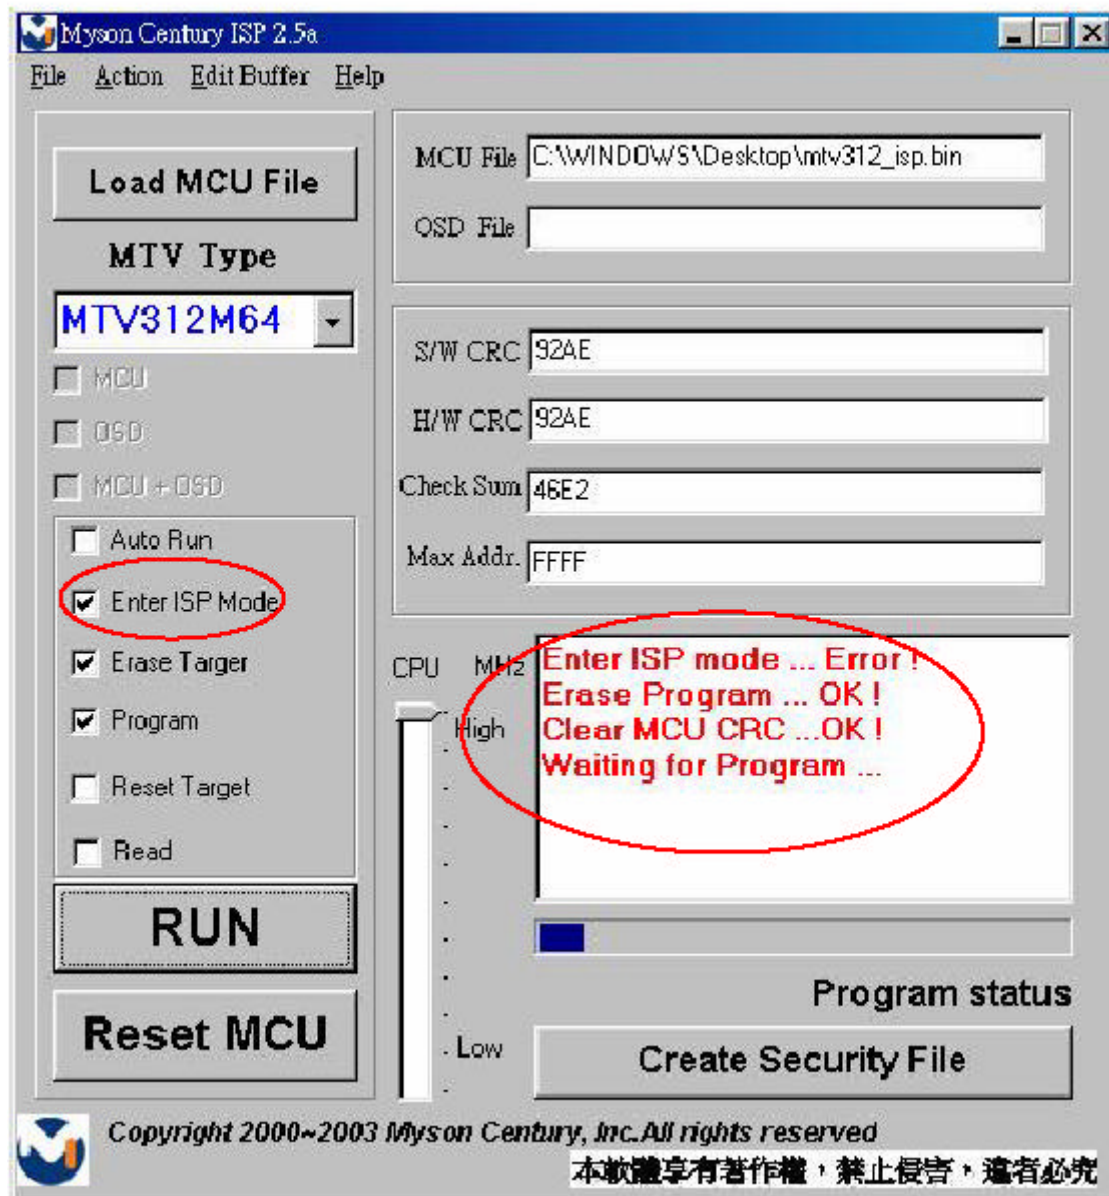 Myson Century ISP 2.5a
File Action Edit Buffer Help
Load MCU File
MTV Type
MTV312M64
MCU
OSD
MCU + OSD
Auto Run
Enter ISP Mode
Erase Targer
Program
Reset Target
Read
RUN
Reset MCU
MCU File C:\WINDOWS\Desktop\mtv312_isp.bin
OSD File
S/W CRC 92AE
H/W CRC 92AE
Check Sum 46E2
Max Addr. FFFF
CPU MHz
High
Low
Enter ISP mode ... Error !
Erase Program ... OK !
Clear MCU CRC ...OK !
Waiting for Program ...
Program status
Create Security File
Copyright 2000~2003 Myson Century, Inc.All rights reserved
本軟體享有著作權，禁止侵害，違者必究